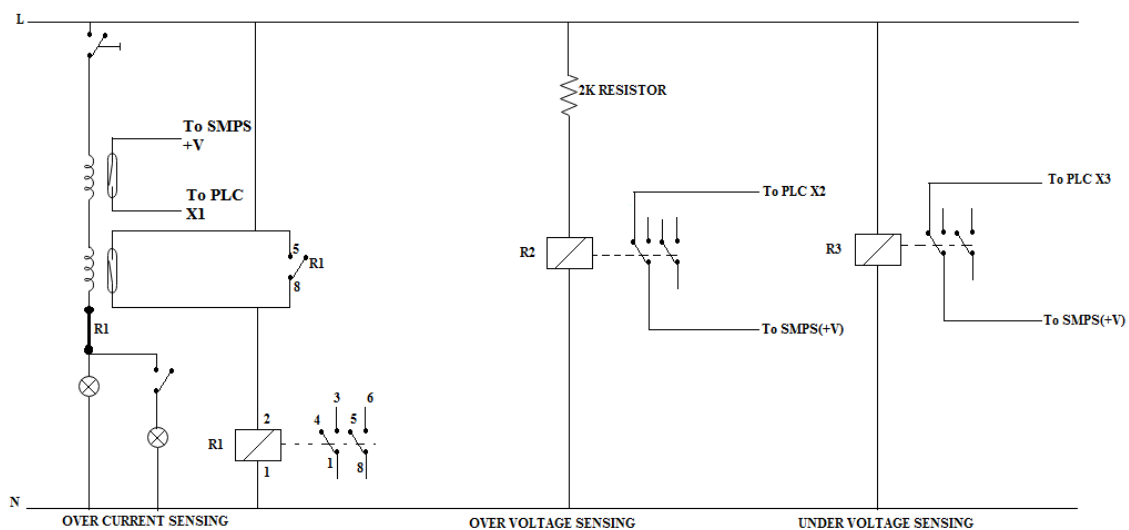 L
2K RESISTOR
To SMPS
+V
To PLC
X1
To PLC X2
To PLC X3
5
R1
8
R2
R3
R1
To SMPS(+V)
To SMPS(+V)
3 6
2 4 5
R1
1 1 8
N
OVER CURRENT SENSING
OVER VOLTAGE SENSING
UNDER VOLTAGE SENSING